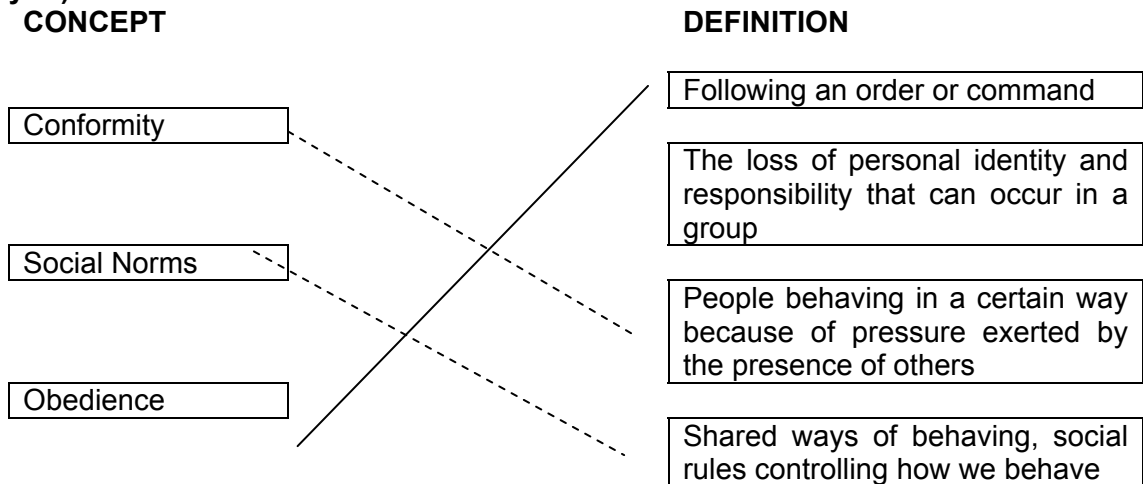 CONCEPT
DEFINITION
Following an order or command
Conformity
The loss of personal identity and
responsibility that can occur in a
group
Social Norms
People behaving in a certain way
because of pressure exerted by
the presence of others
Obedience
Shared ways of behaving, social
rules controlling how we behave